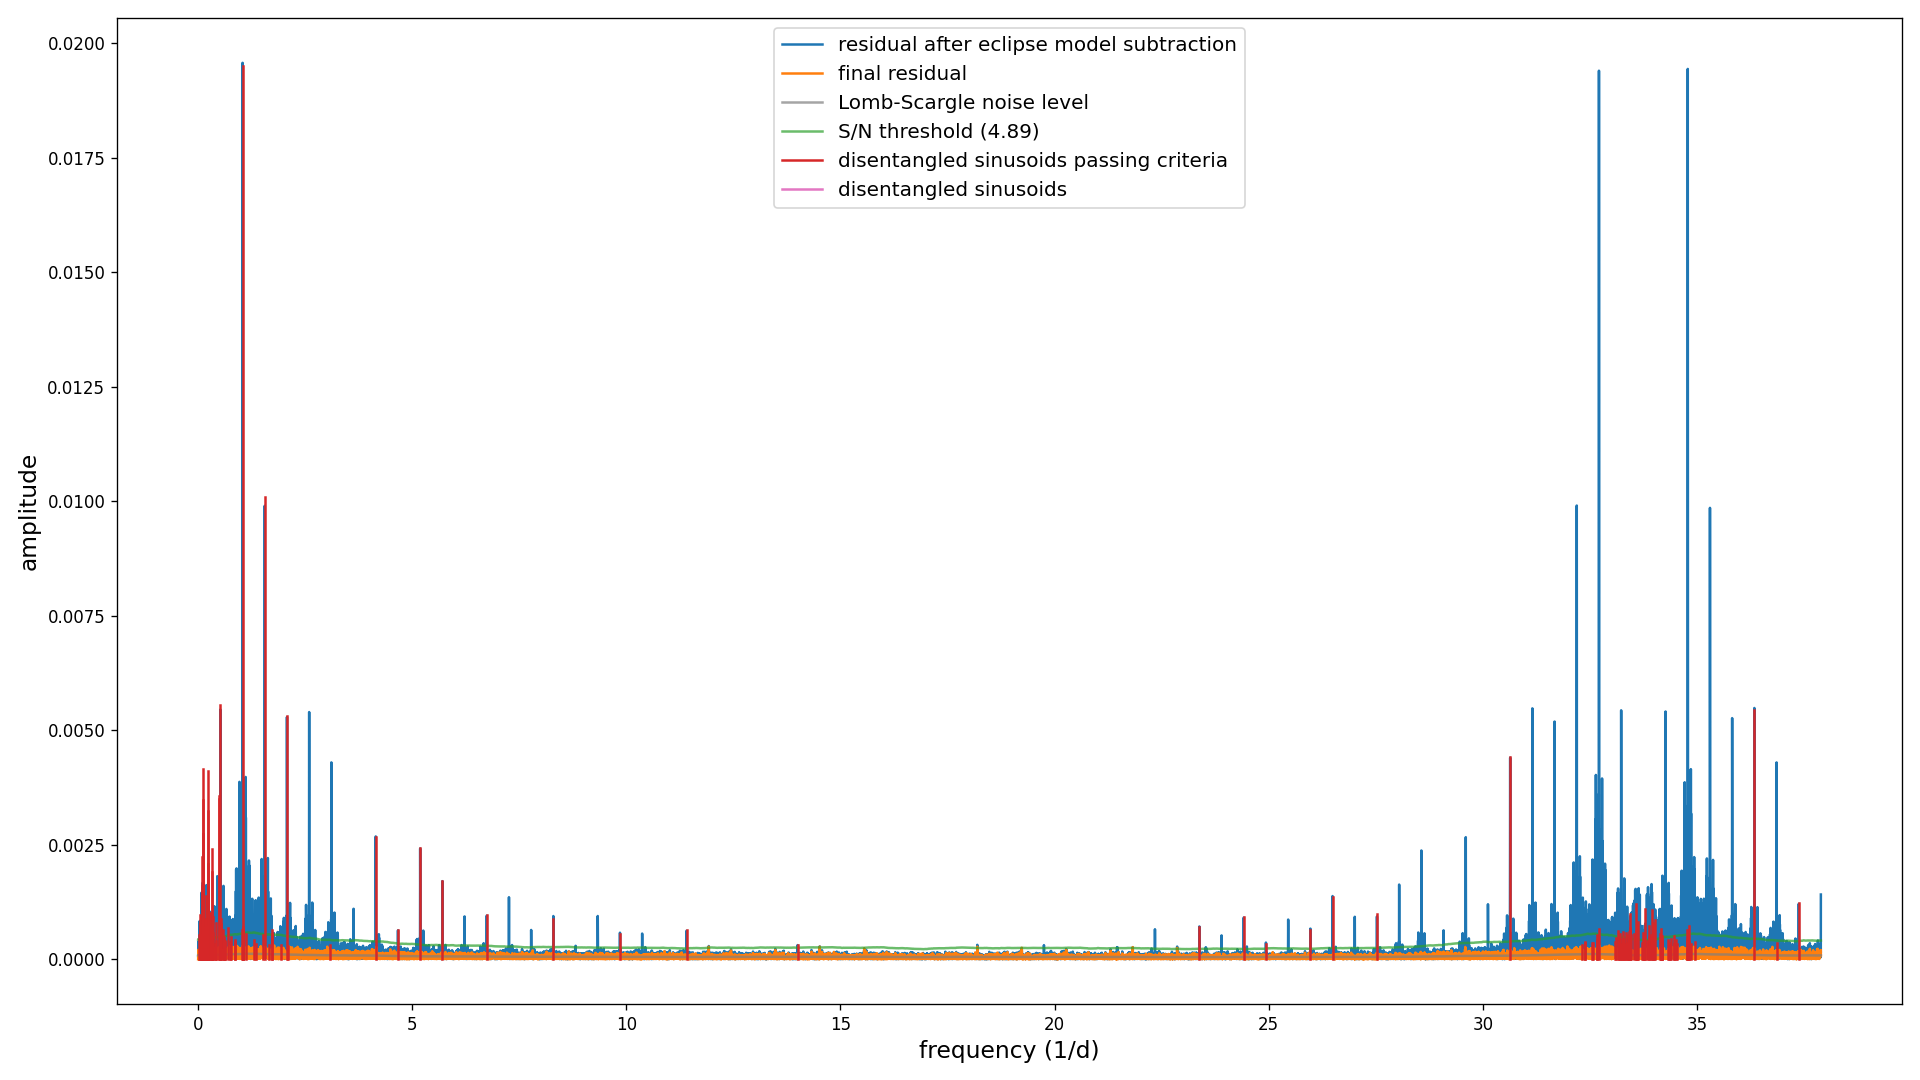 residual after eclipse model subtraction
final residual
Lomb-Scargle noise level
S/N threshold (4.89)
disentangled sinusoids passing criteria
disentangled sinusoids
0.0200
0.0175
0.0150
0.0125
0.0100
0.0075
0.0050
0.0025
0.0000
amplitude
0 5 10 15 20 25 30 35
frequency (1/d)